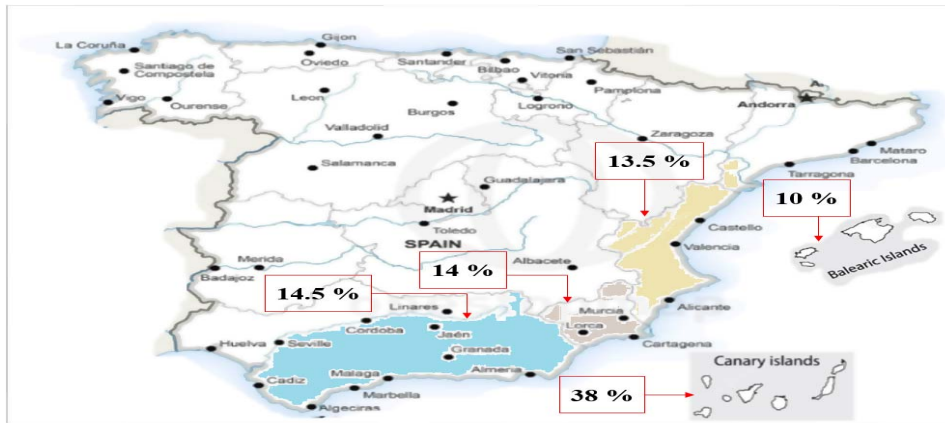 Gijon
La Coruña
Oviedo
Santander
San Sebastián
Bilbao
Santiago de
Compostela
Vitoria
Pamplona
Vigo
Ourense
Leon
Burgos
Logrono
Andorra
Valladolid
Zaragoza
Mataro
Barcelona
Salamanca
13.5 %
Tarragona
Guadalajera
10 %
Madrid
Toledo
Castello
SPAIN
Valencia
Balearic Islands
Merida
Badajoz
Albacete
14 %
14.5 %
Linares
Murcia
Alicante
Cordoba
Jaén
Lorca
Huelva
Seville
Granada
Cartagena
Canary islands
Cadiz
Malaga
Almeria
Marbella
38 %
Algeciras